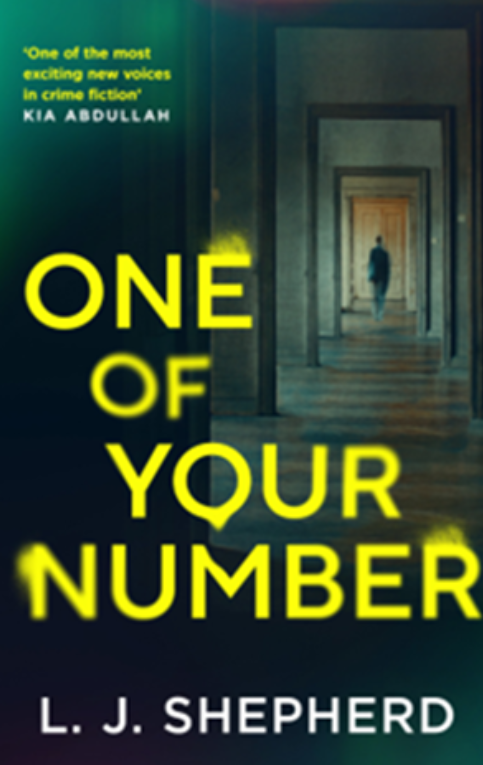 ‘One of the most
exciting new voices
in crime fiction’
KIA ABDULLAH
ONE
OF
YOUR
NUMBER
L. J. SHEPHERD